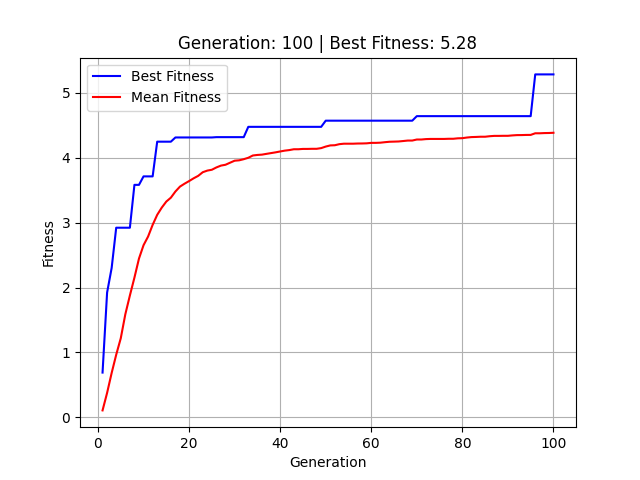 Generation: 100 | Best Fitness: 5.28
Best Fitness
Mean Fitness
5
4
3
2
1
0
Fitness
0 20 40 60 80 100
Generation